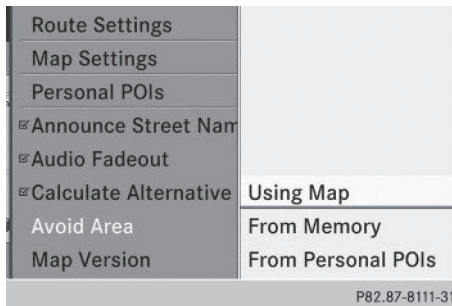 Route Settings
Map Settings
Personal POIs
Announce Street Nam
Audio Fadeout
Calculate Alternative
Avoid Area
Map Version
Using Map
From Memory
From Personal POIs
P82.87-8111-31